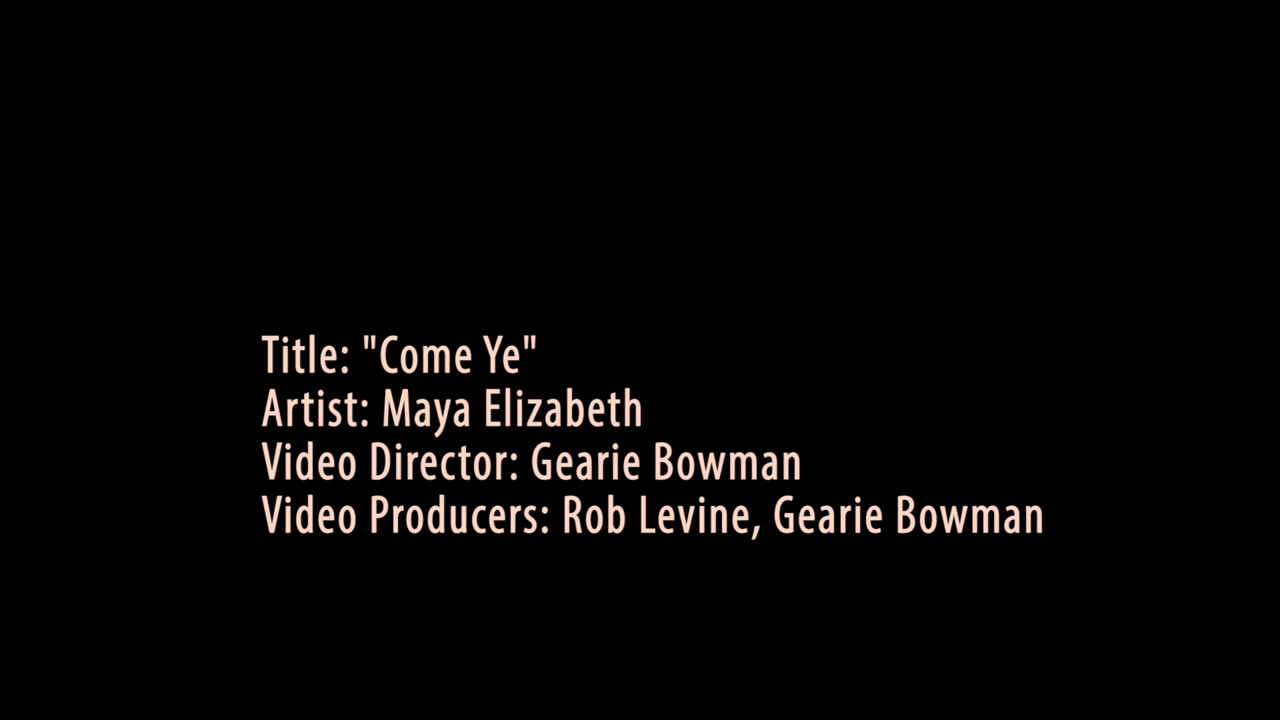 Title: "Come Ye"
Artist: Maya Elizabeth
Video Director: Gearie Bowman
Video Producers: Rob Levine, Gearie Bowman